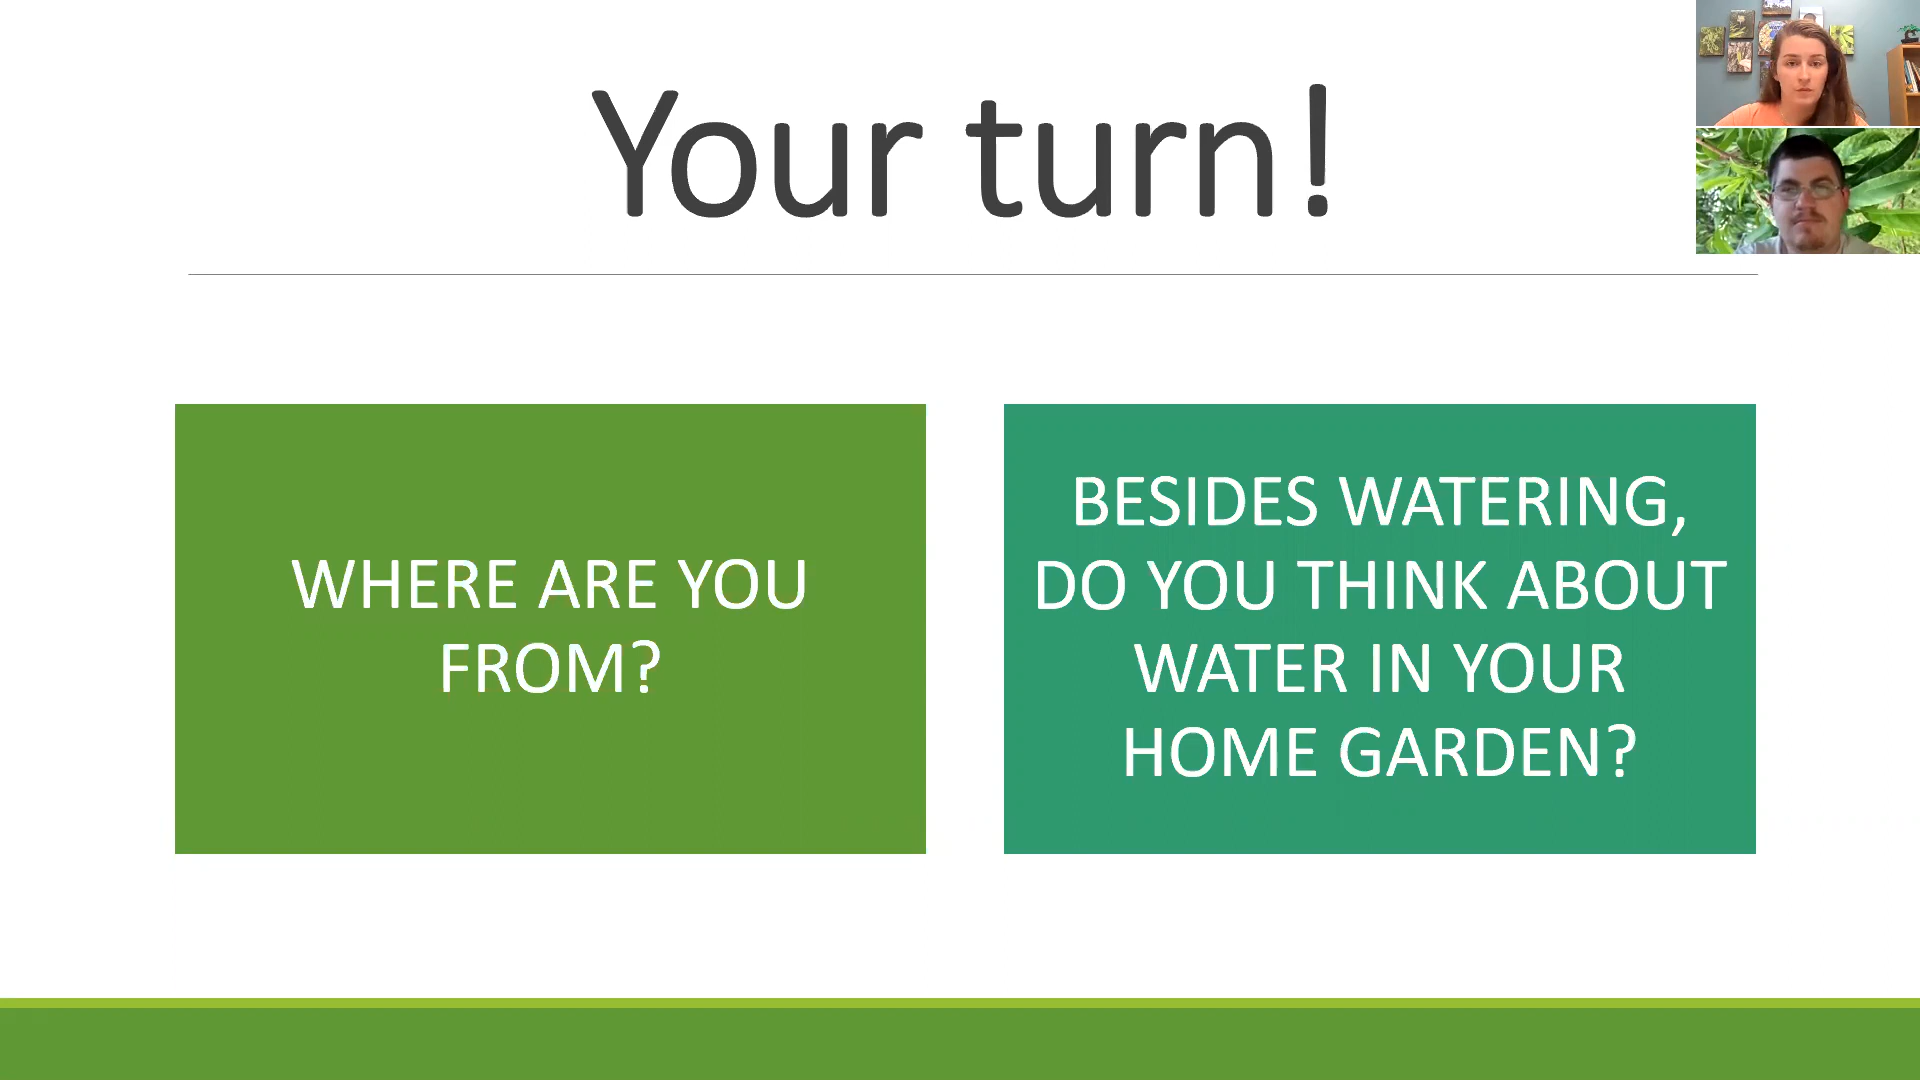 Your turn!
WHERE ARE YOU
FROM?
BESIDES WATERING,
DO YOU THINK ABOUT
WATER IN YOUR
HOME GARDEN?